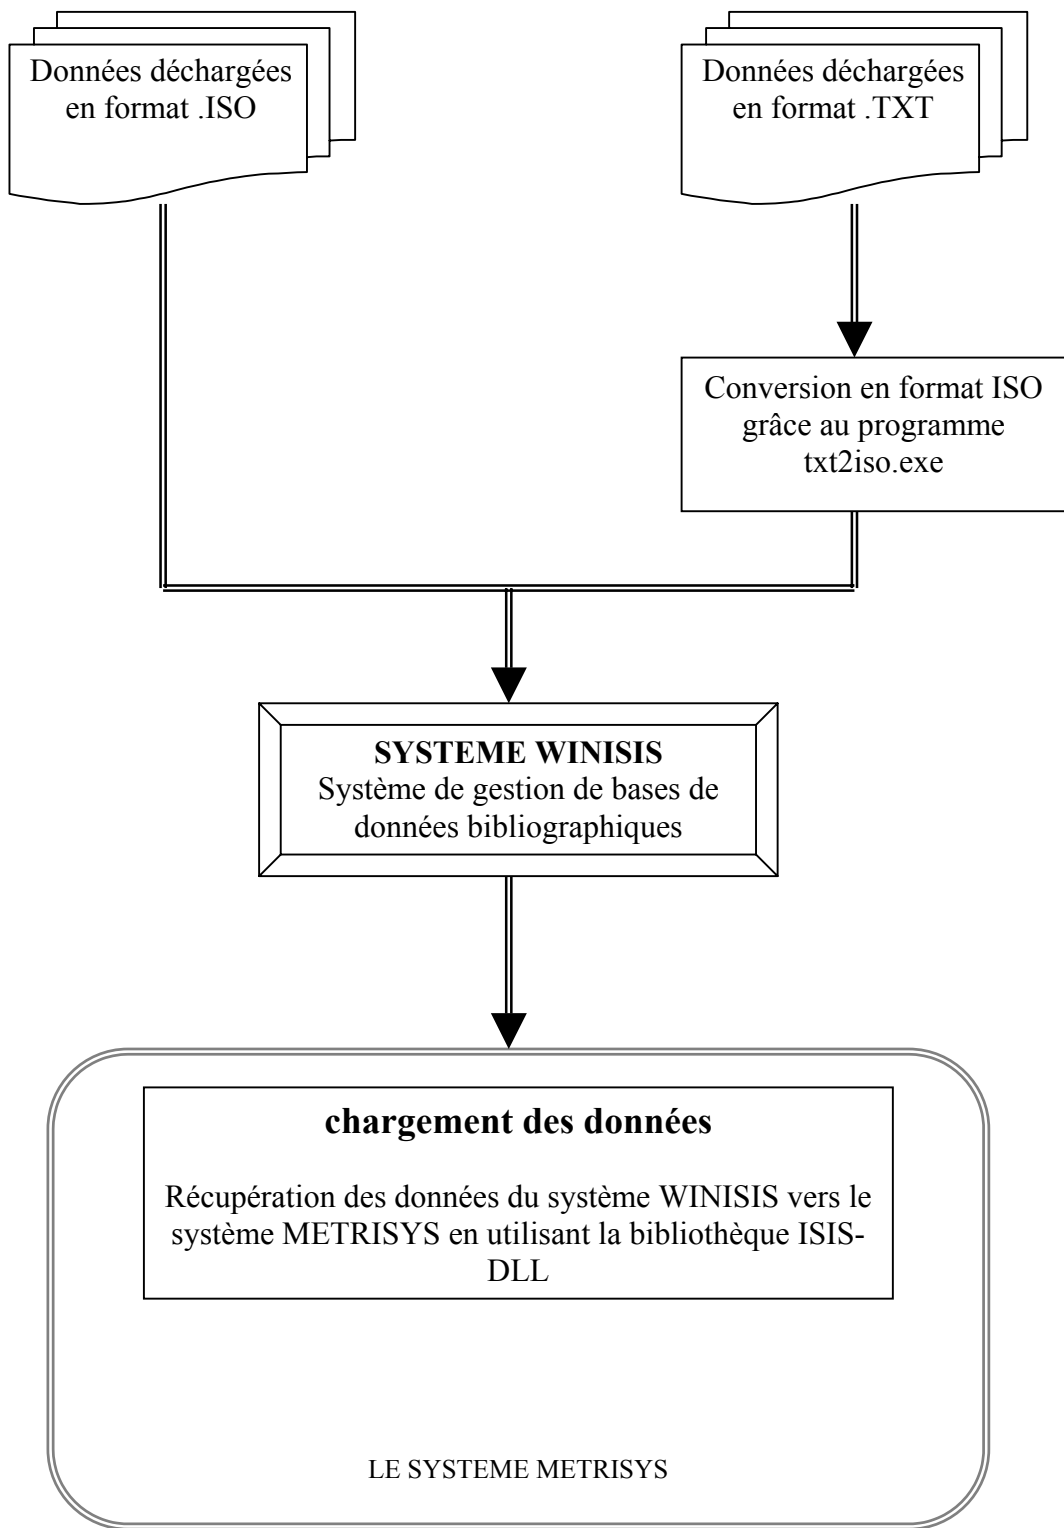 Données déchargées
en format .ISO
Données déchargées
en format .TXT
Conversion en format ISO
grâce au programme
txt2iso.exe
SYSTEME WINISIS
Système de gestion de bases de
données bibliographiques
chargement des données
Récupération des données du système WINISIS vers le
système METRISYS en utilisant la bibliothèque ISIS-
DLL
LE SYSTEME METRISYS